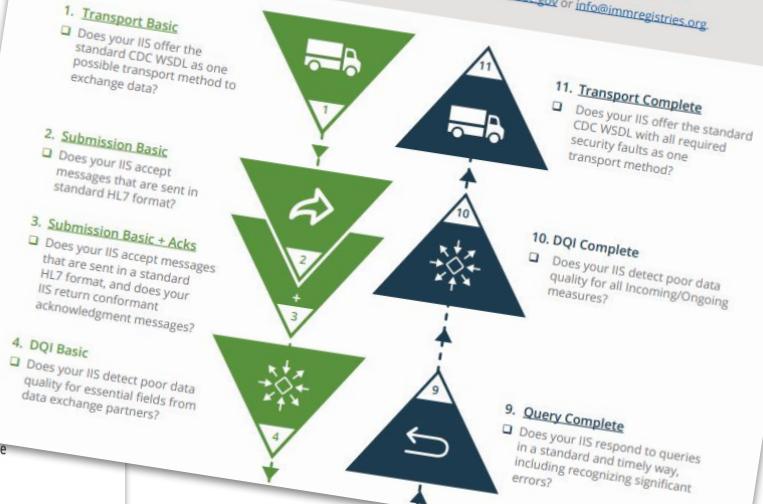 gov or info@immregistries.org
1. Transport Basic
❑ Does your IIS offer the
standard CDC WSDL as one
possible transport method to
exchange data?
1
2. Submission Basic
❑ Does your IIS accept
messages that are sent in
standard HL7 format?
2
3. Submission Basic + Acks
❑ Does your IIS accept messages
that are sent in a standard
HL7 format, and does your
IIS return conformant
acknowledgment messages?
+
3
4. DQI Basic
❑ Does your IIS detect poor data
quality for essential fields from
data exchange partners?
4
11
11. Transport Complete
❑ Does your IIS offer the standard
CDC WSDL with all required
security faults as one
transport method?
10
10. DQI Complete
❑ Does your IIS detect poor data
quality for all Incoming/Ongoing
measures?
9
9. Query Complete
❑ Does your IIS respond to queries
in a standard and timely way,
including recognizing significant
errors?
e